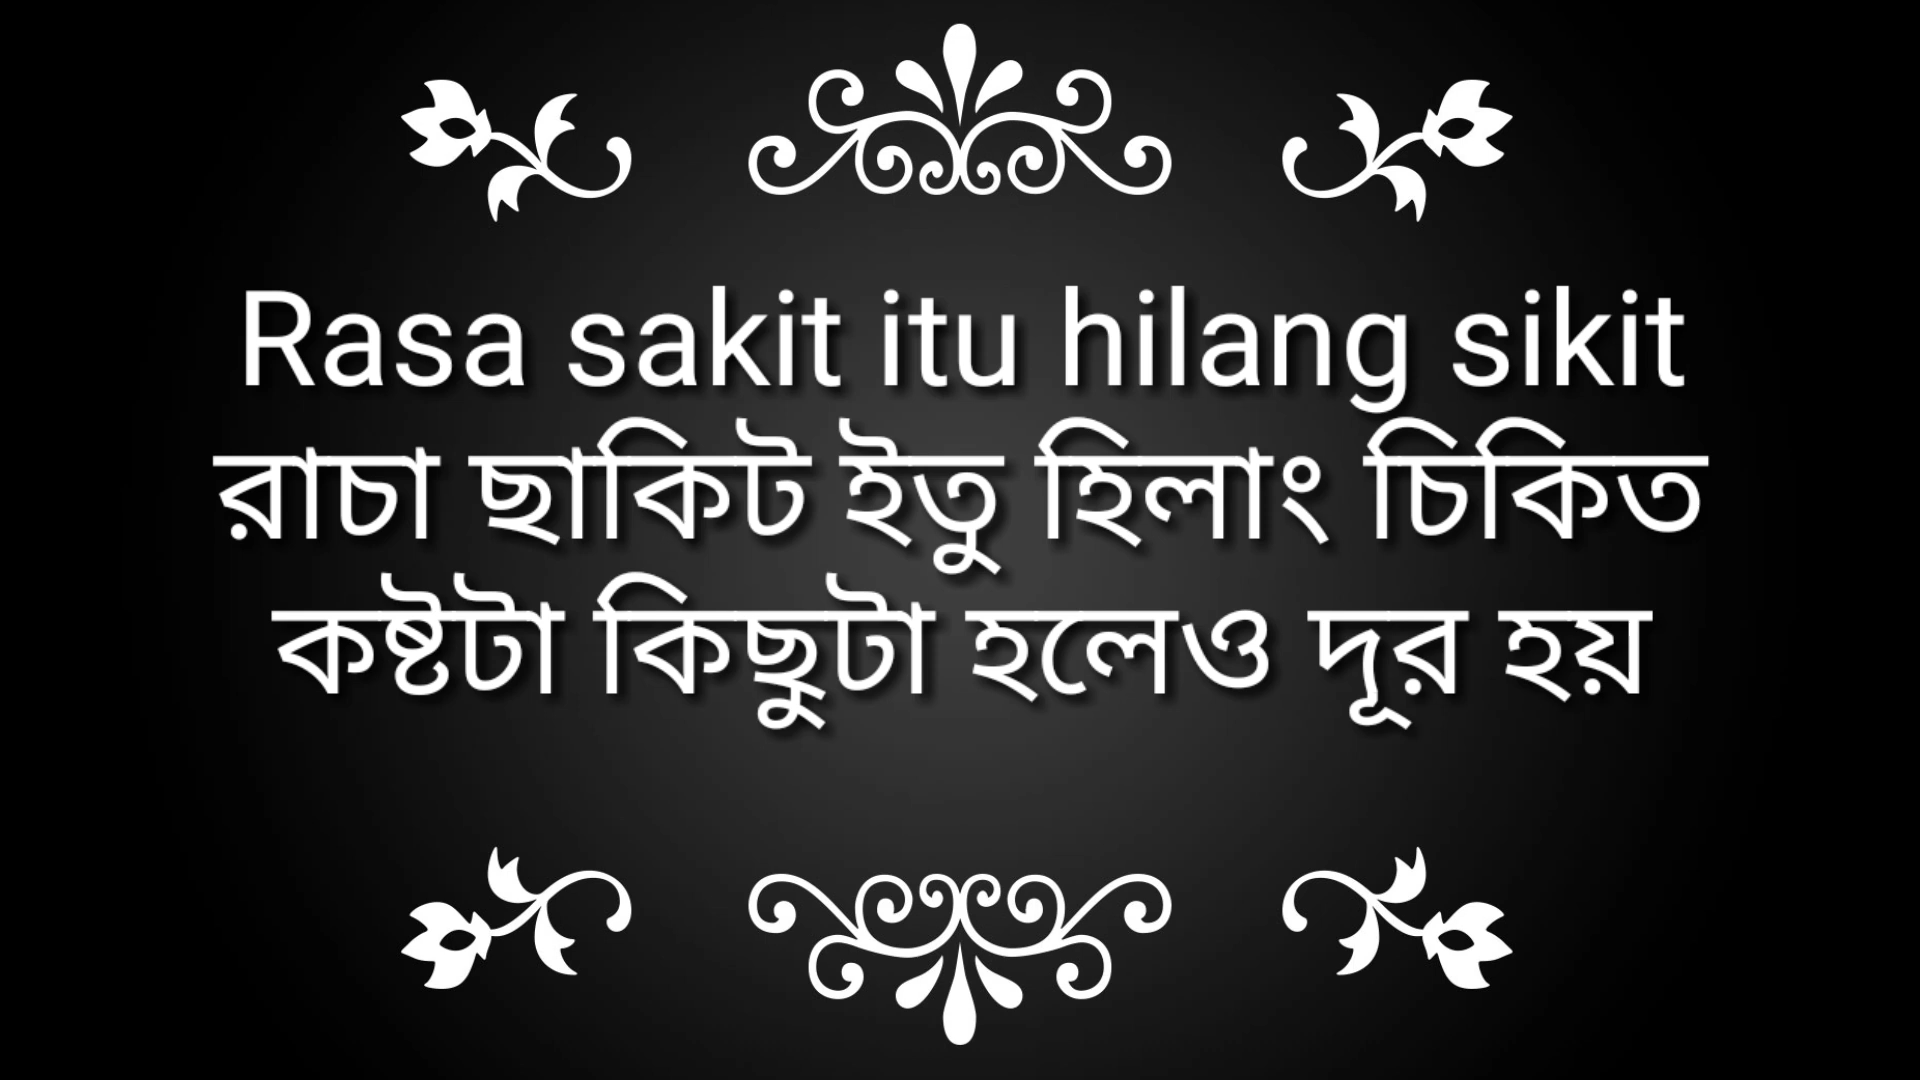 Rasa sakit itu hilang sikit
রাচা ছাকিট ইতু হিলাং চিকিত
কষ্টটা কিছুটা হলেও দূর হয়